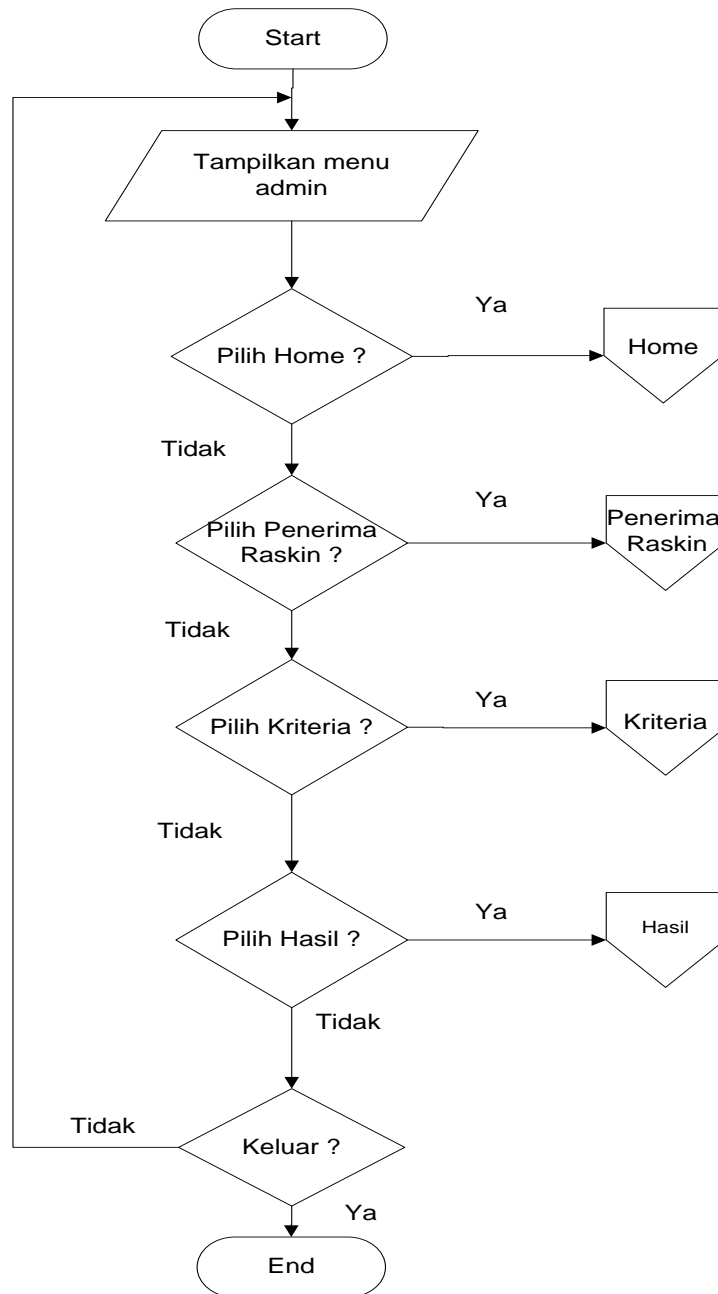 Start
Tampilkan menu
admin
Ya
Pilih Home ?
Home
Tidak
Ya
Pilih Penerima
Raskin ?
Penerima
Raskin
Tidak
Ya
Pilih Kriteria ?
Kriteria
Tidak
Ya
Pilih Hasil ?
Hasil
Tidak
Tidak
Keluar ?
Ya
End